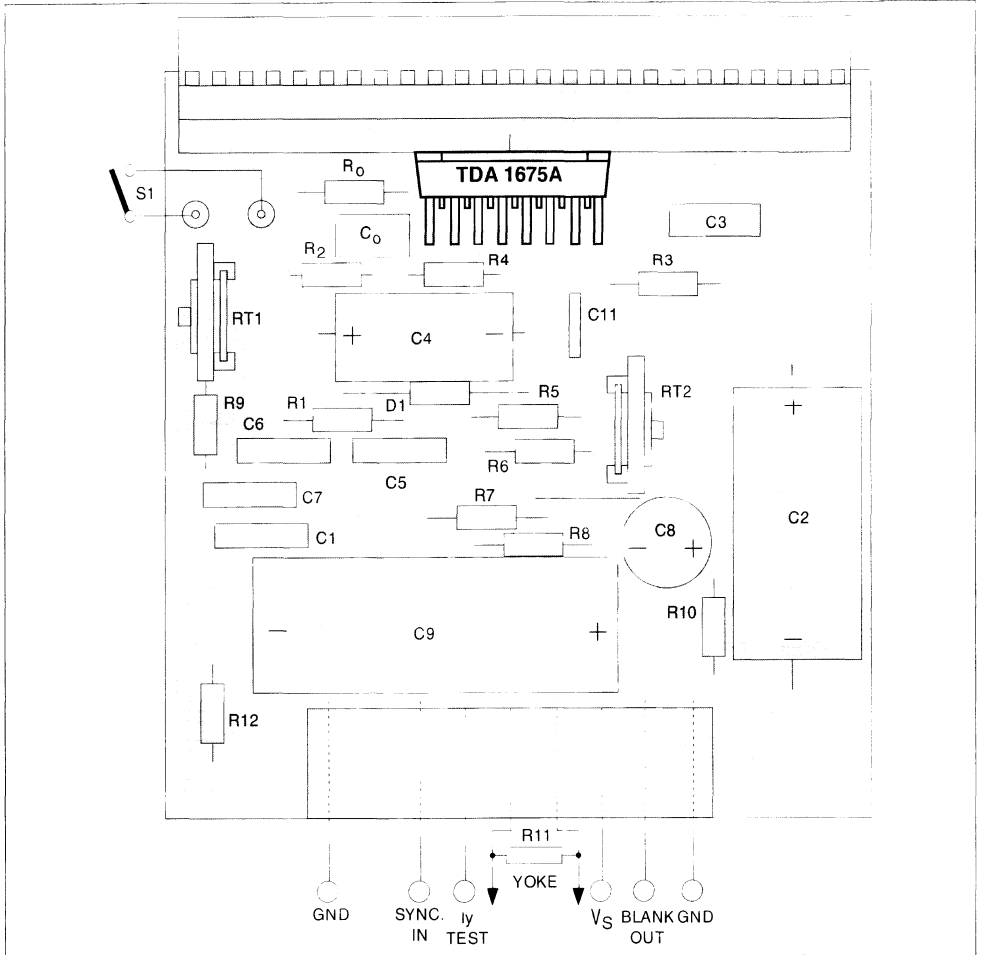 TDA 1675A
S1
R0
C0
C3
R2
R4
R3
RT1
C4
+
−
C11
R9
R1
D1
R5
RT2
+
C6
C5
R6
C7
R7
C1
R8
C8
−
+
C2
R10
−
C9
−
+
R12
R11
YOKE
GND
SYNC.
IN
Iy
TEST
VS
BLANK
OUT
GND